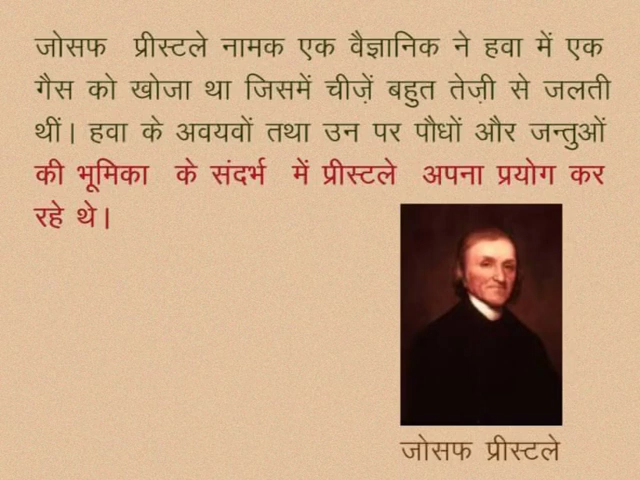 जोसफ प्रीस्टले नामक एक वैज्ञानिक ने हवा में एक
गैस को खोजा था जिसमें चीज़ें बहुत तेज़ी से जलती
थीं। हवा के अवयवों तथा उन पर पौधों और जन्तुओं
की भूमिका के संदर्भ में प्रीस्टले अपना प्रयोग कर
रहे थे।
जोसफ प्रीस्टले